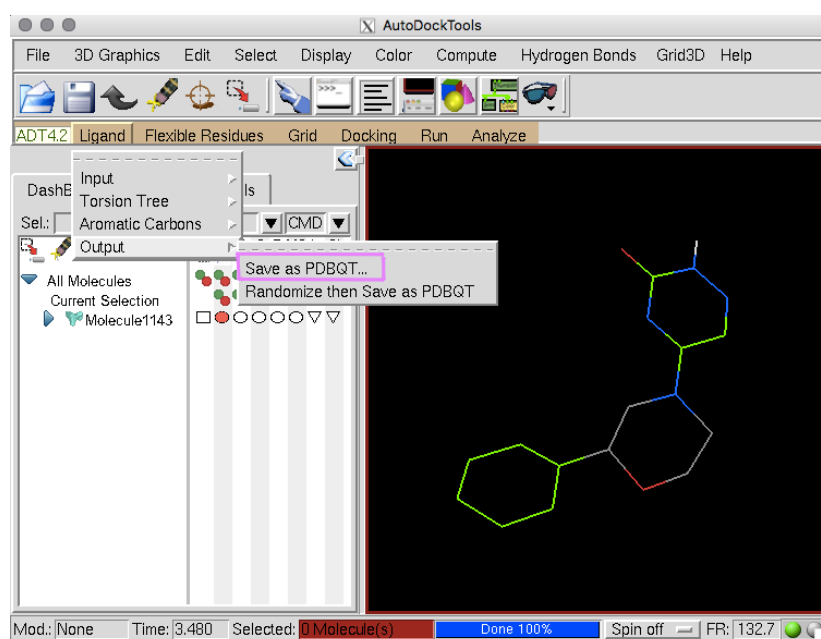 AutoDockTools
File 3D Graphics Edit Select Display Color Compute Hydrogen Bonds Grid3D Help
ADT4.2 Ligand Flexible Residues Grid Docking Run Analyze
Input
Torsion Tree
Aromatic Carbons
Output
Save as PDBQT...
Randomize then Save as PDBQT
DashB ls
Sel.: CMD
All Molecules
Current Selection
Molecule1143
Mod.: None Time: 3.480 Selected: 0 Molecule(s) Done 100% Spin off FR: 132.7